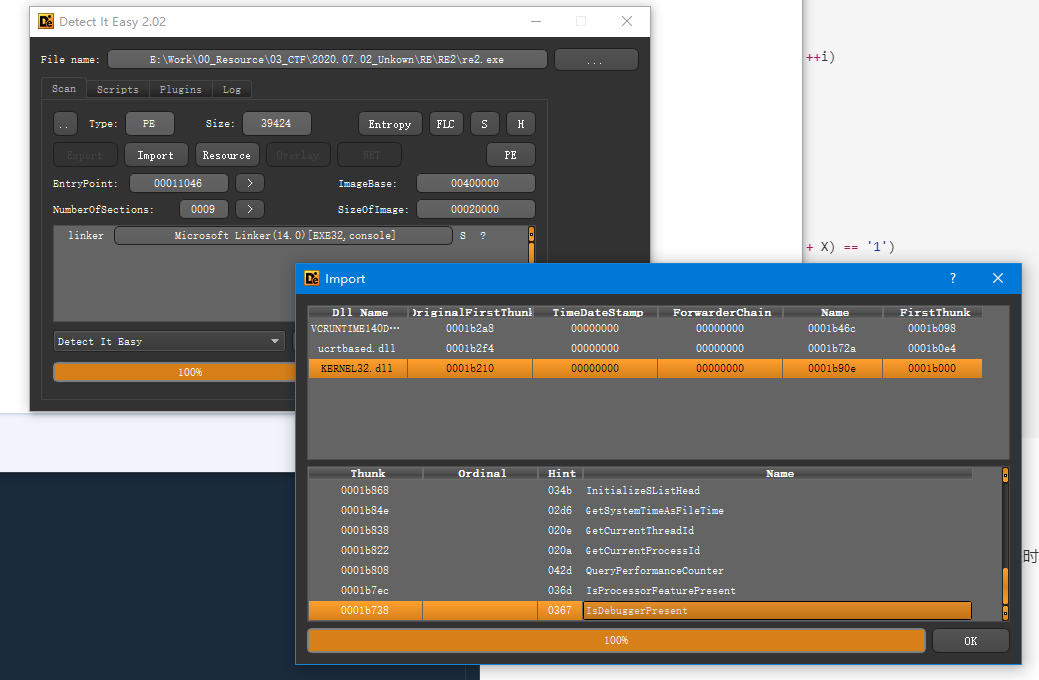 Detect It Easy 2.02
++i)
File name: E:\Work\00_Resource\03_CTF\2020.07.02_Unkown\RE\RE2\re2.exe ...
Scan Scripts Plugins Log
.. Type: PE Size: 39424 Entropy FLC S H
Export Import Resource Overlay .NET PE
EntryPoint: 00011046 > ImageBase: 00400000
NumberOfSections: 0009 > SizeOfImage: 00020000
linker Microsoft Linker(14.0)[EXE32,console] S ?
+ X) == '1')
Detect It Easy
100%
Import ?
Dll Name OriginalFirstThunk TimeDateStamp ForwarderChain Name FirstThunk
VCRUNTIME140D… 0001b2a8 00000000 00000000 0001b46c 0001b098
ucrtbased.dll 0001b2f4 00000000 00000000 0001b72a 0001b0e4
KERNEL32.dll 0001b210 00000000 00000000 0001b90e 0001b000
Thunk Ordinal Hint Name
0001b868 034b InitializeSListHead
0001b84e 02d6 GetSystemTimeAsFileTime
0001b838 020e GetCurrentThreadId
0001b822 020a GetCurrentProcessId
时
0001b808 042d QueryPerformanceCounter
0001b7ec 036d IsProcessorFeaturePresent
0001b738 0367 IsDebuggerPresent
100% OK